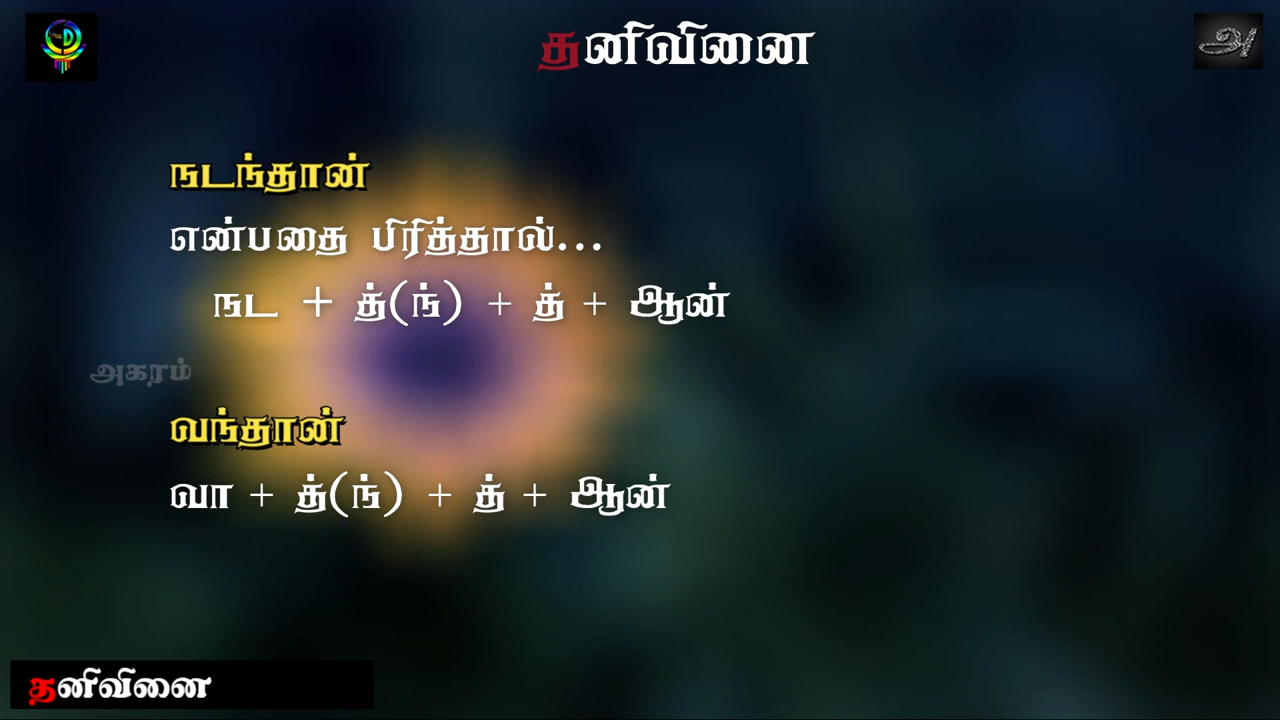 தனிவினை
அ
நடந்தான்
என்பதை பிரித்தால்...
நட + த்(ந்) + த் + ஆன்
அகரம்
வந்தான்
வா + த்(ந்) + த் + ஆன்
தனிவினை